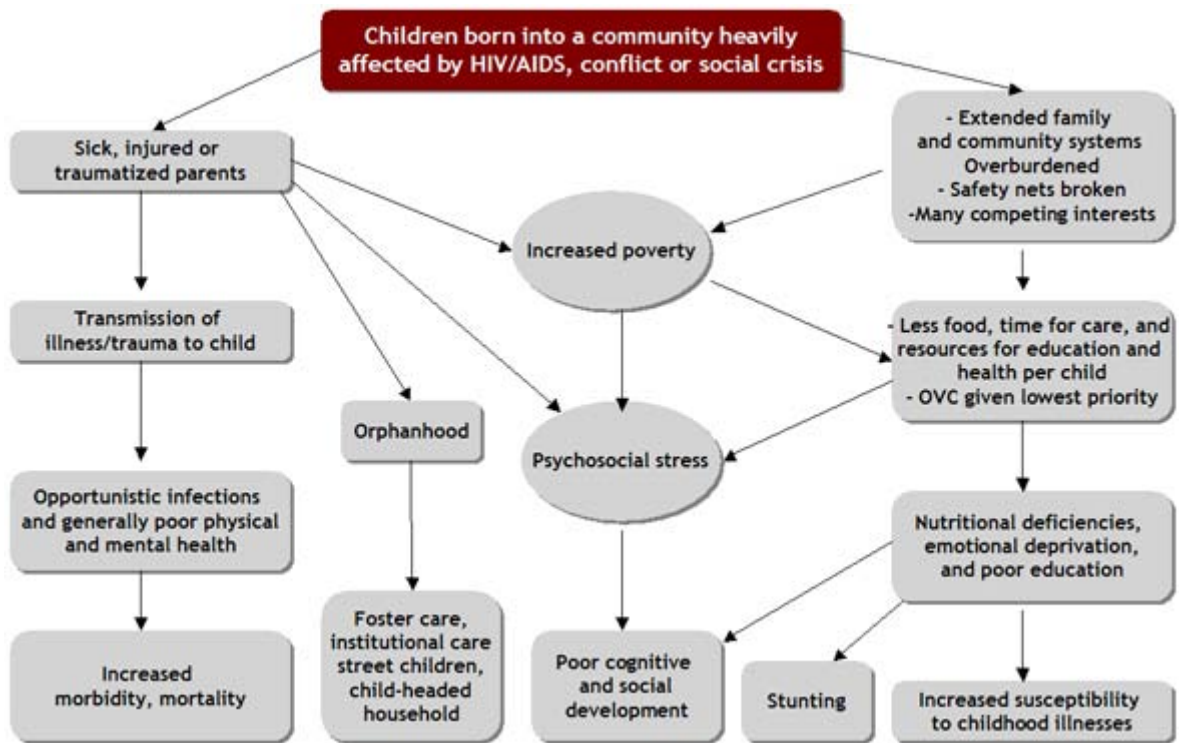 Children born into a community heavily
affected by HIV/AIDS, conflict or social crisis
Sick, injured or
traumatized parents
- Extended family
and community systems
Overburdened
- Safety nets broken
-Many competing interests
Increased poverty
Transmission of
illness/trauma to child
- Less food, time for care, and
resources for education and
health per child
- OVC given lowest priority
Orphanhood
Psychosocial stress
Opportunistic infections
and generally poor physical
and mental health
Nutritional deficiencies,
emotional deprivation,
and poor education
Increased
morbidity, mortality
Foster care,
institutional care
street children,
child-headed
household
Poor cognitive
and social
development
Stunting
Increased susceptibility
to childhood illnesses